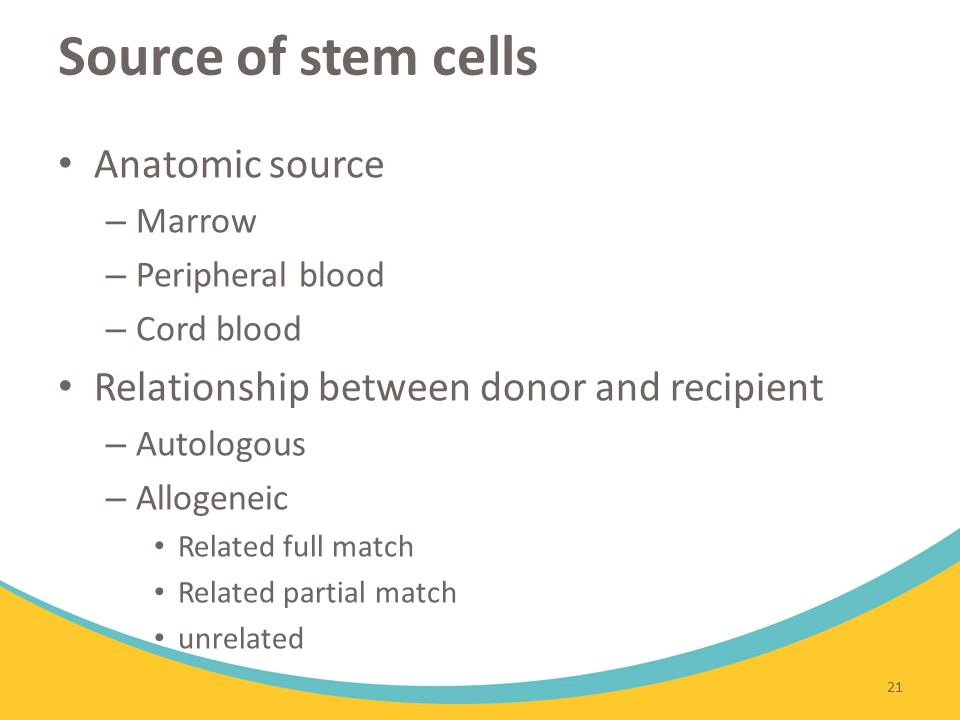 Source of stem cells
• Anatomic source
– Marrow
– Peripheral blood
– Cord blood
• Relationship between donor and recipient
– Autologous
– Allogeneic
• Related full match
• Related partial match
• unrelated
21